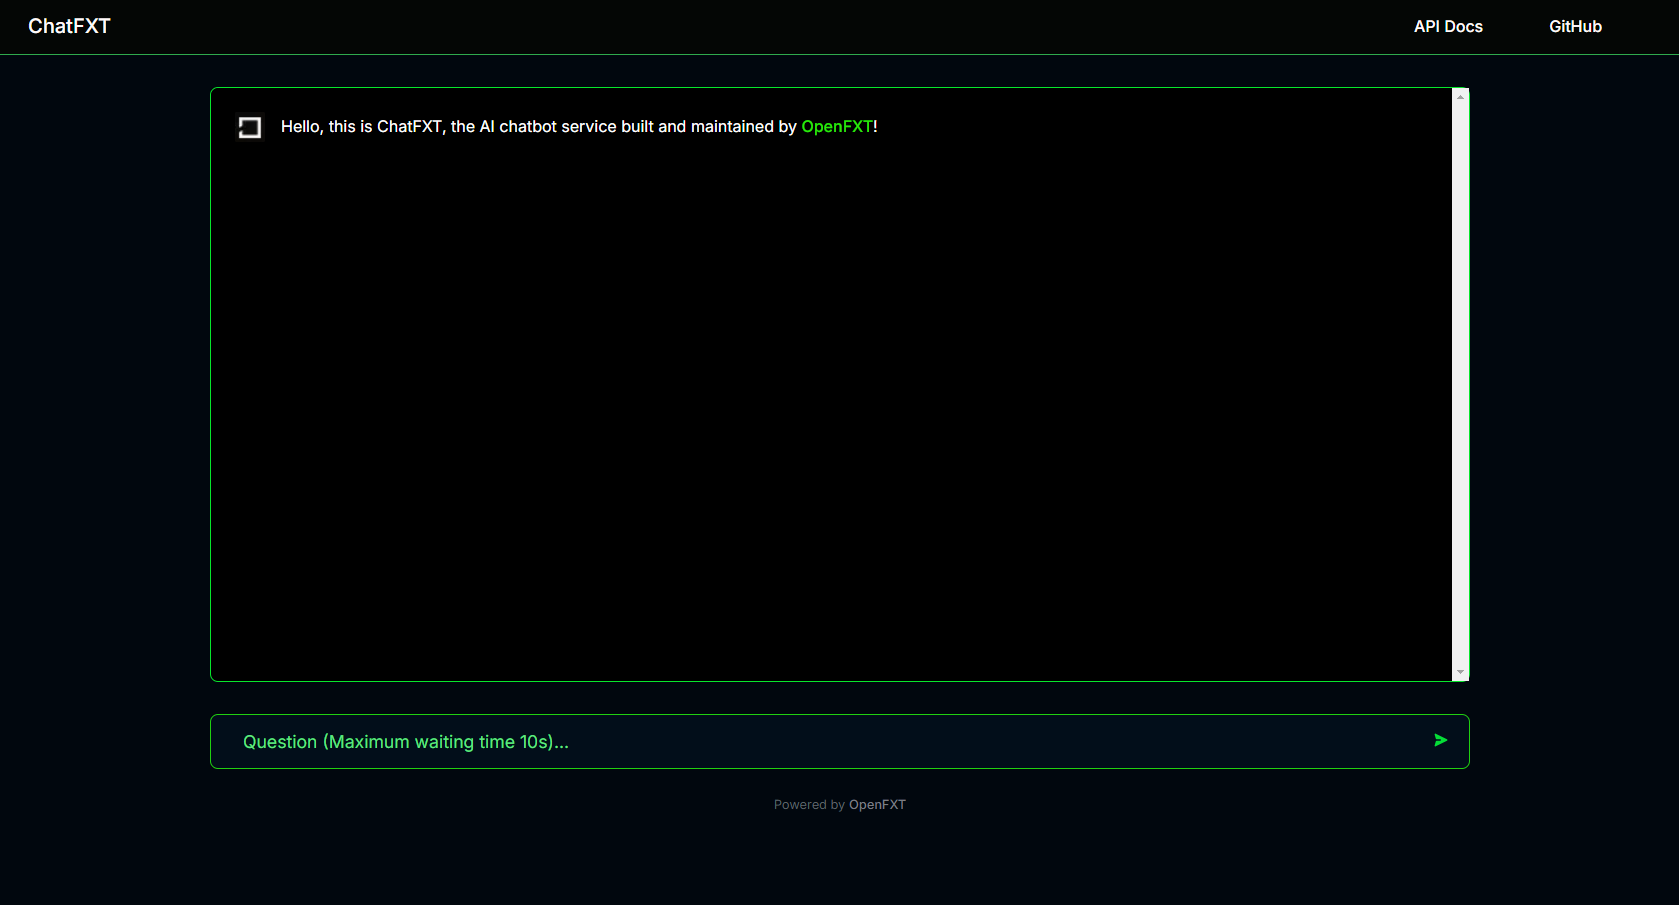 ChatFXT
API Docs
GitHub
Hello, this is ChatFXT, the AI chatbot service built and maintained by OpenFXT!
Question (Maximum waiting time 10s)...
Powered by OpenFXT